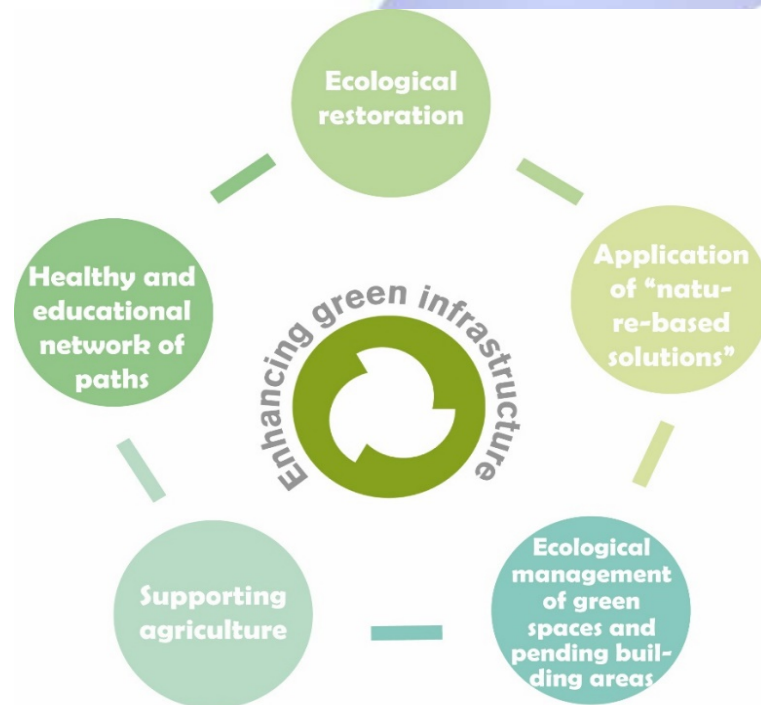 Ecological
restoration
Healthy and
educational
network of
paths
Enhancing green infrastructure
Application
of “natu-
re-based
solutions”
Supporting
agriculture
Ecological
management
of green
spaces and
pending buil-
ding areas